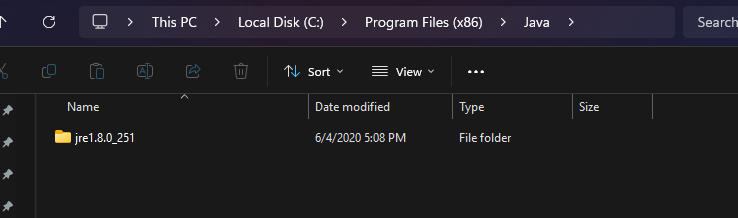 This PC > Local Disk (C:) > Program Files (x86) > Java > Search
Sort View
Name Date modified Type Size
jre1.8.0_251 6/4/2020 5:08 PM File folder